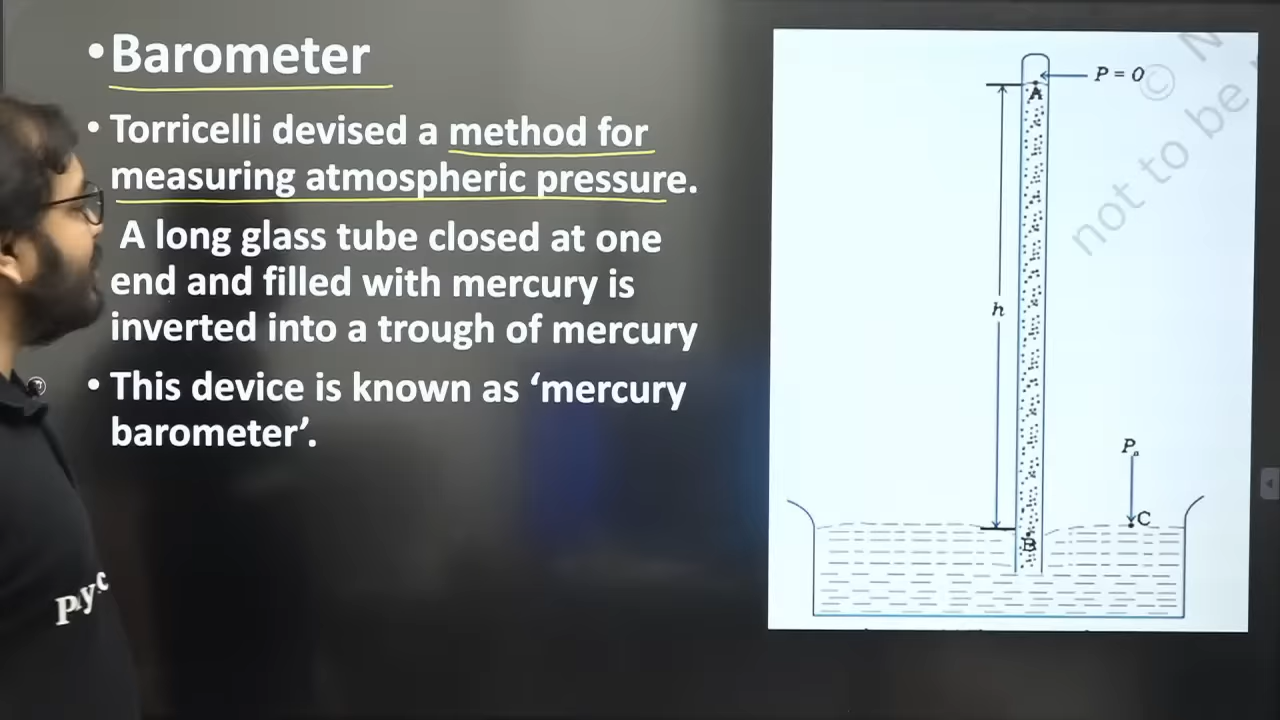 •Barometer
• Torricelli devised a method for
measuring atmospheric pressure.
A long glass tube closed at one
end and filled with mercury is
inverted into a trough of mercury
• This device is known as ‘mercury
barometer’.
P = 0
A
h
Pa
C
B
© N
not to be